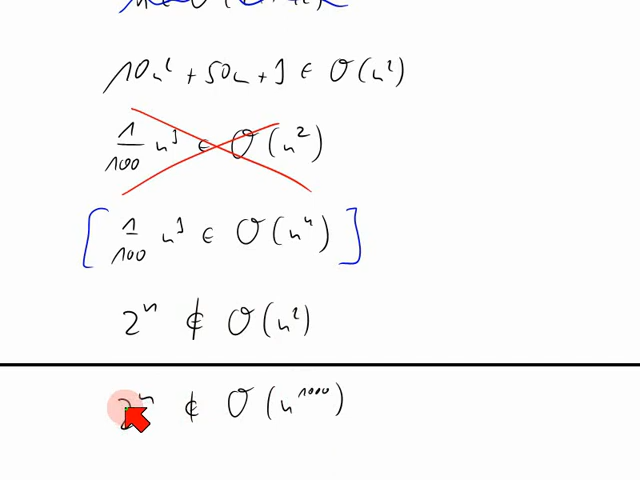 10n² + 50n + 1 ∈ O(n²)
1/100 n³ ∈ O(n²)
[ 1/100 n³ ∈ O(n⁴) ]
2ⁿ ∉ O(n²)
2ⁿ ∉ O(n¹⁰⁰⁰)